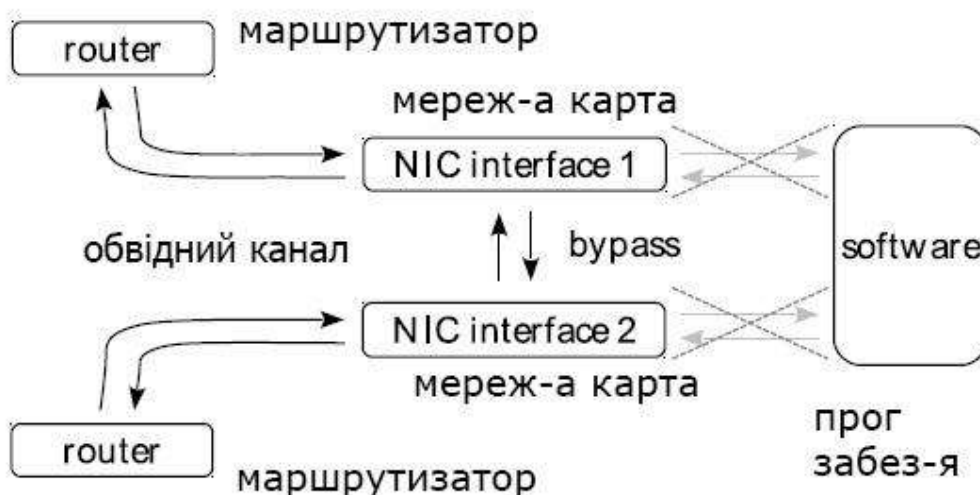 router
маршрутизатор
мереж-а карта
NIC interface 1
обвідний канал
bypass
software
NIC interface 2
мереж-а карта
router
маршрутизатор
прог
забез-я